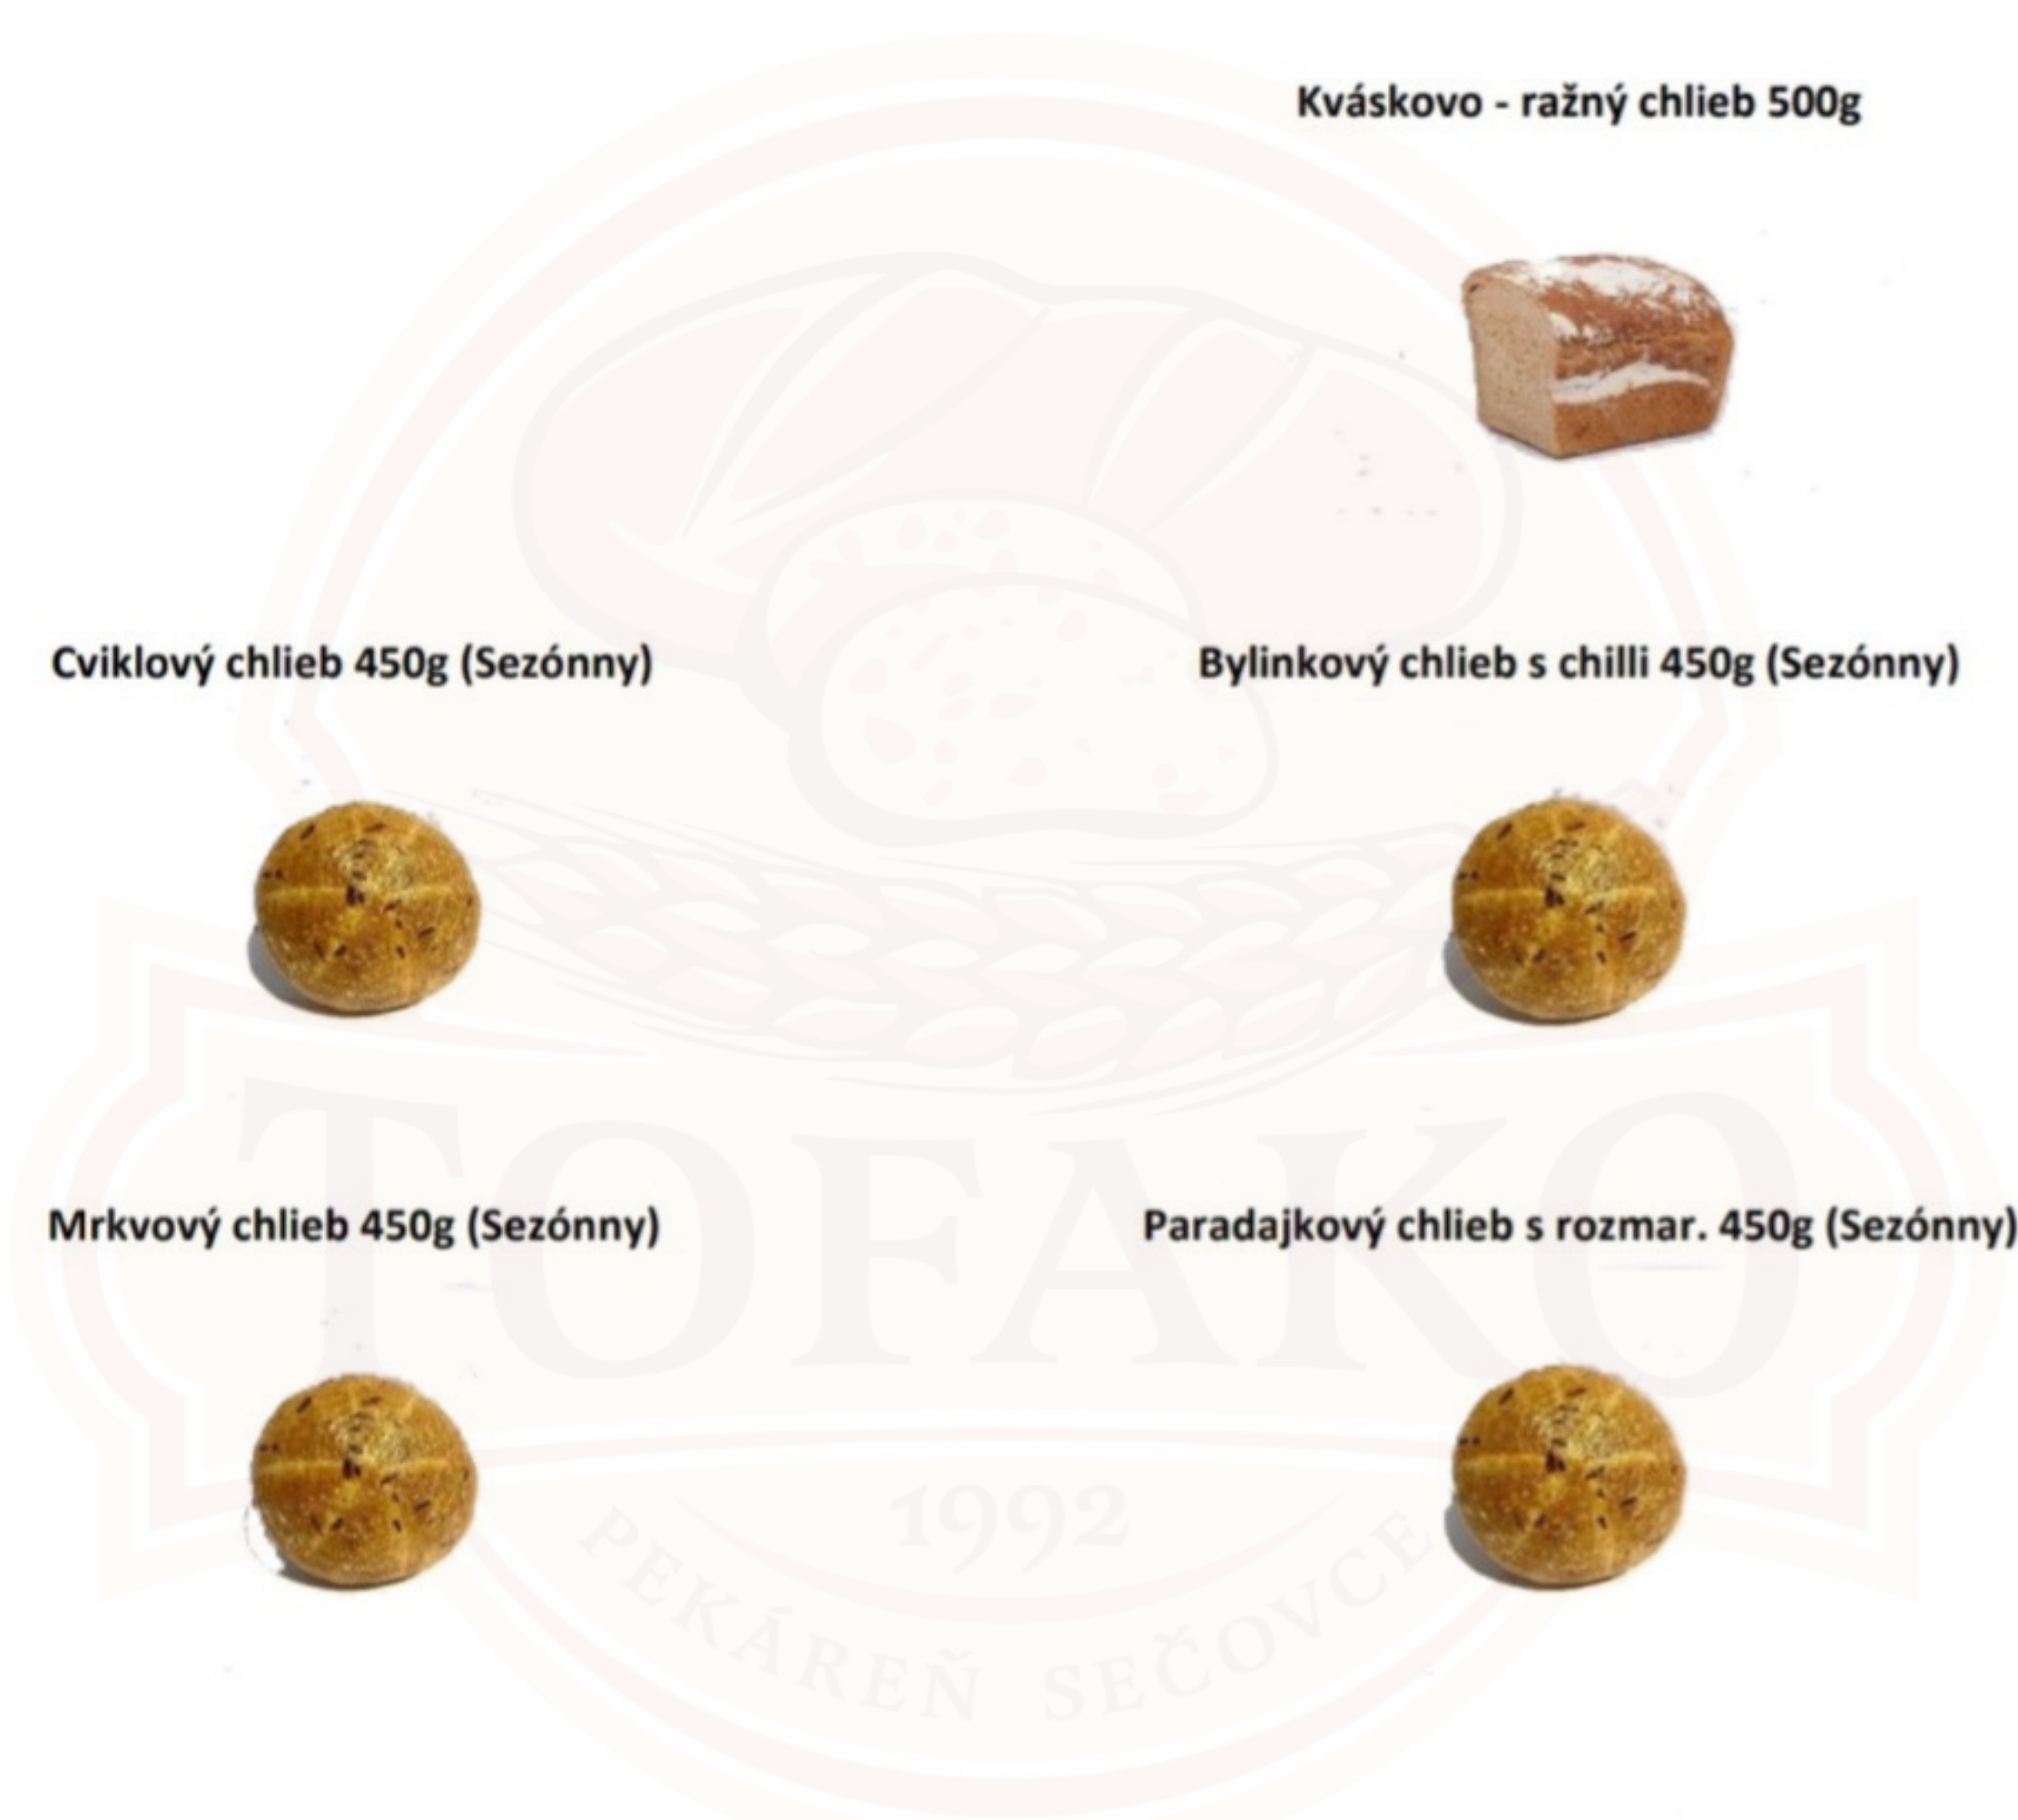 Kváskovo - ražný chlieb 500g
Cviklový chlieb 450g (Sezónny)
Bylinkový chlieb s chilli 450g (Sezónny)
Mrkvový chlieb 450g (Sezónny)
Paradajkový chlieb s rozmar. 450g (Sezónny)
TOFAKO
1992
PEKÁREŇ SEČOVCE